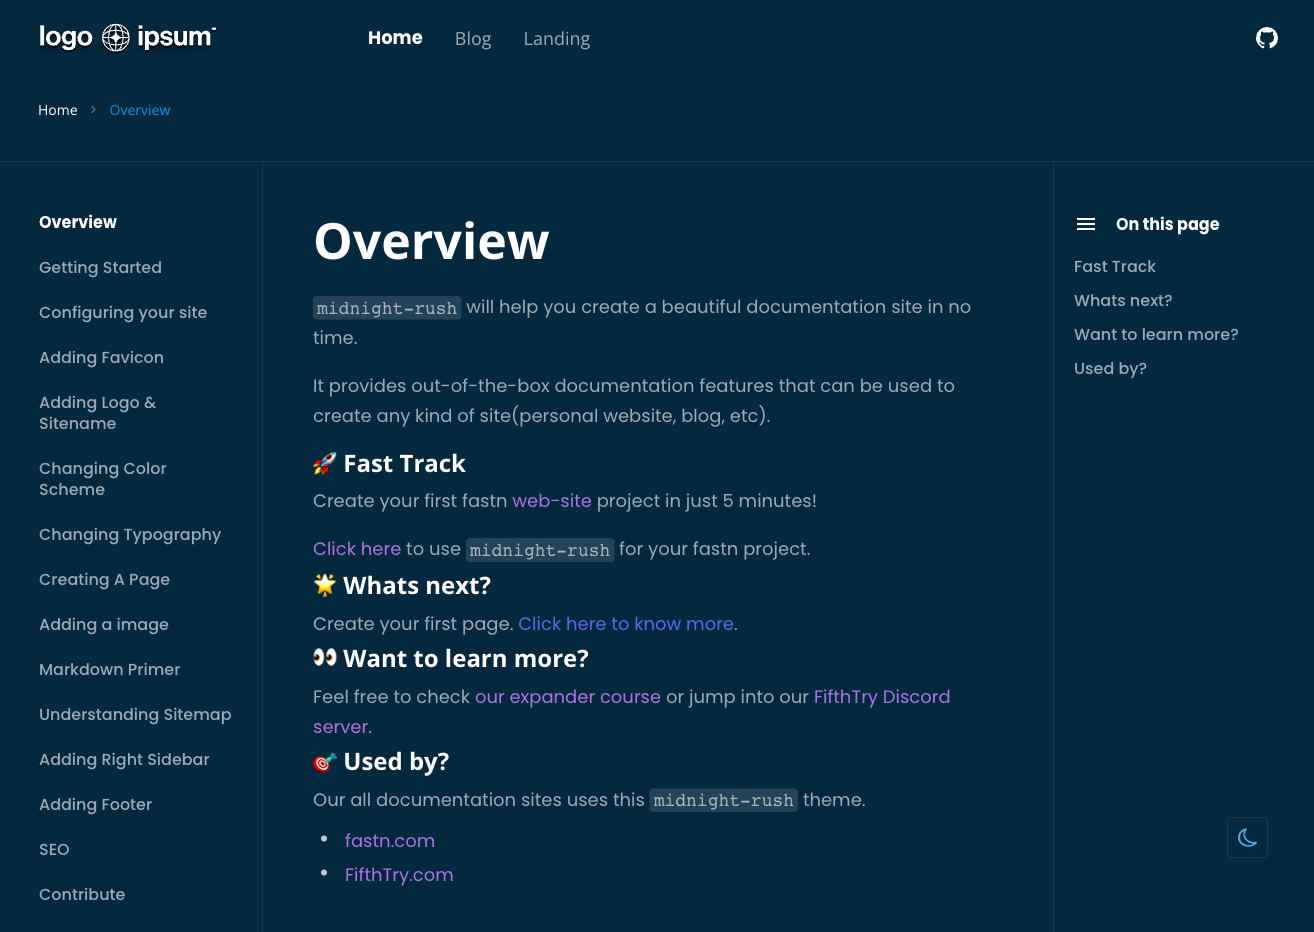 logo ipsum
Home Blog Landing
Home > Overview
Overview
Getting Started
Configuring your site
Adding Favicon
Adding Logo &
Sitename
Changing Color
Scheme
Changing Typography
Creating A Page
Adding a image
Markdown Primer
Understanding Sitemap
Adding Right Sidebar
Adding Footer
SEO
Contribute
Overview
midnight-rush will help you create a beautiful documentation site in no
time.
It provides out-of-the-box documentation features that can be used to
create any kind of site(personal website, blog, etc).
🚀 Fast Track
Create your first fastn web-site project in just 5 minutes!
Click here to use midnight-rush for your fastn project.
🌟 Whats next?
Create your first page. Click here to know more.
👀 Want to learn more?
Feel free to check our expander course or jump into our FifthTry Discord
server.
🎯 Used by?
Our all documentation sites uses this midnight-rush theme.
• fastn.com
• FifthTry.com
On this page
Fast Track
Whats next?
Want to learn more?
Used by?